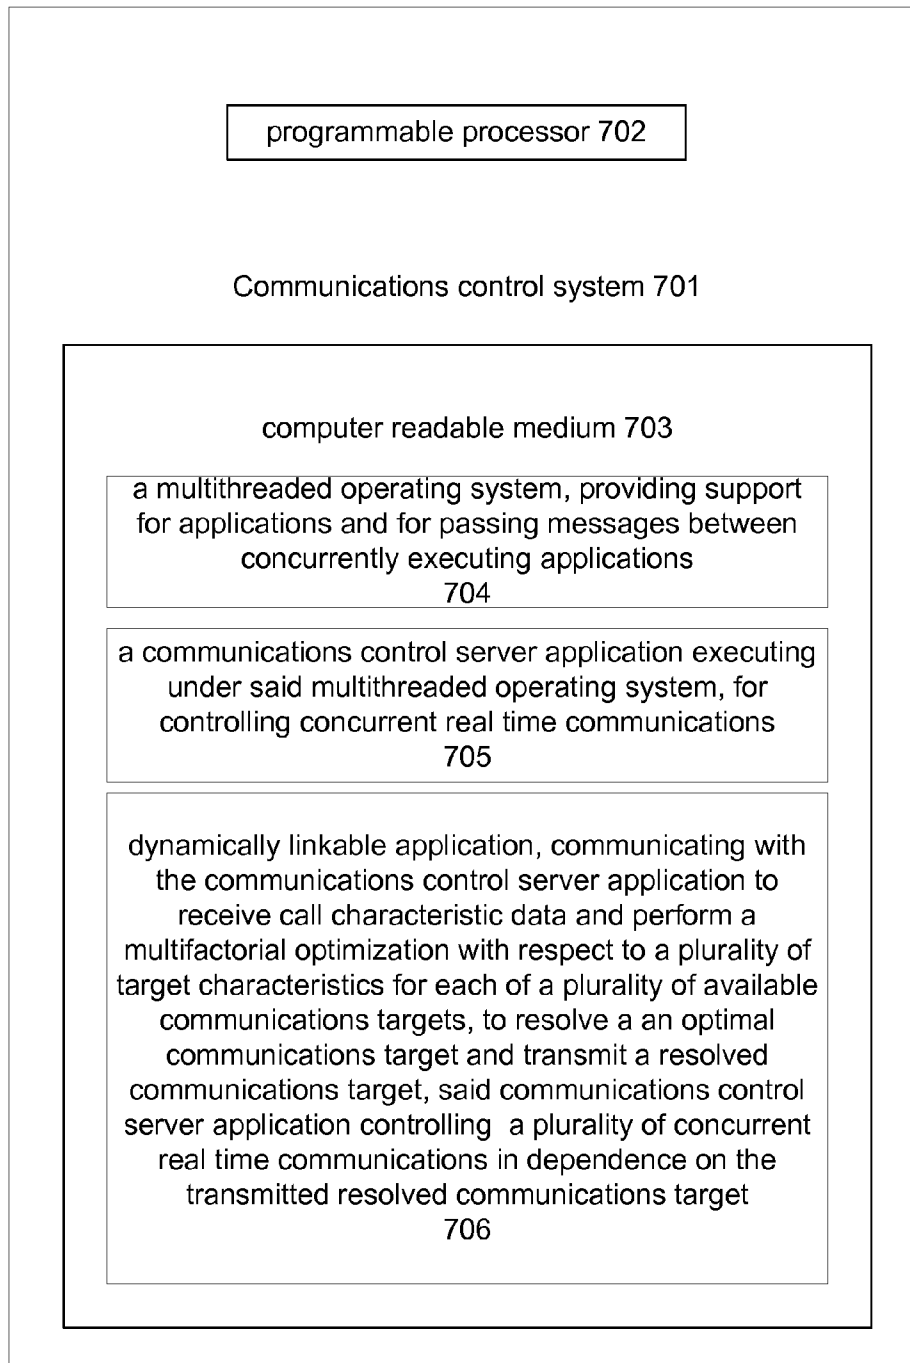 programmable processor 702
Communications control system 701
computer readable medium 703
a multithreaded operating system, providing support
for applications and for passing messages between
concurrently executing applications
704
a communications control server application executing
under said multithreaded operating system, for
controlling concurrent real time communications
705
dynamically linkable application, communicating with
the communications control server application to
receive call characteristic data and perform a
multifactorial optimization with respect to a plurality of
target characteristics for each of a plurality of available
communications targets, to resolve a an optimal
communications target and transmit a resolved
communications target, said communications control
server application controlling  a plurality of concurrent
real time communications in dependence on the
transmitted resolved communications target
706